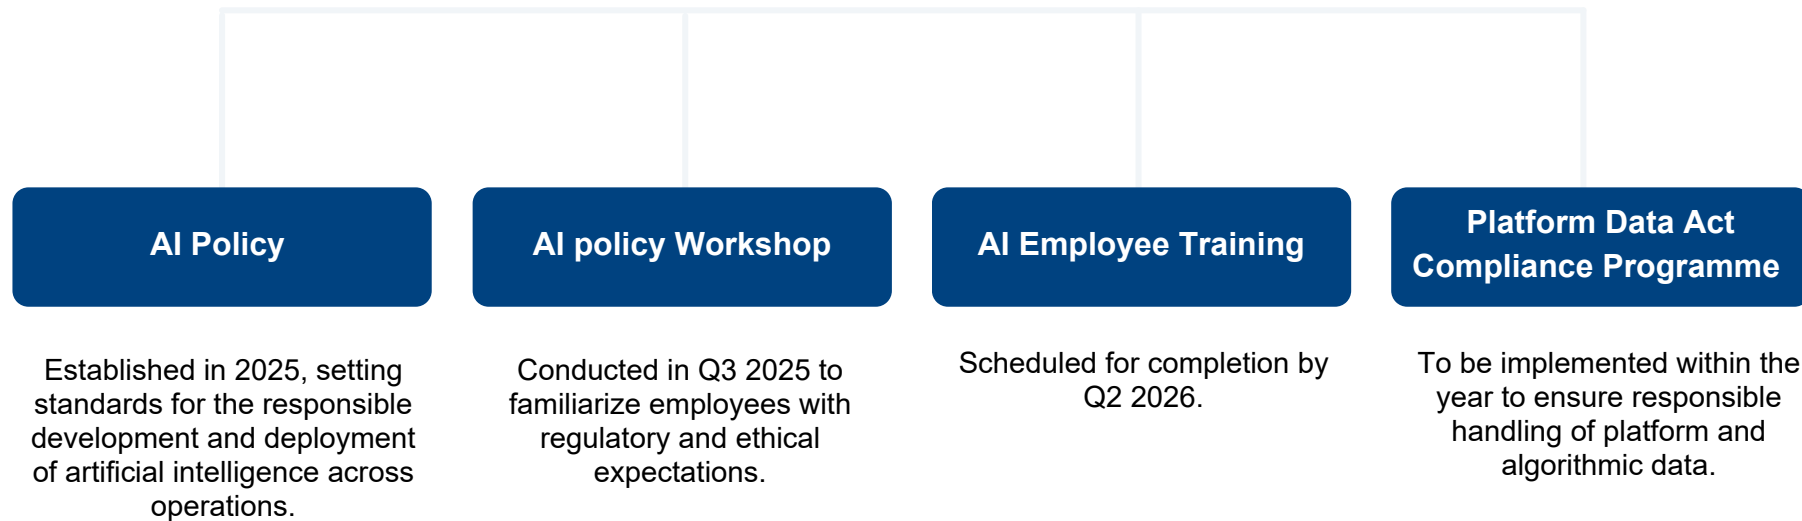 AI Policy
Established in 2025, setting
standards for the responsible
development and deployment
of artificial intelligence across
operations.
AI policy Workshop
Conducted in Q3 2025 to
familiarize employees with
regulatory and ethical
expectations.
AI Employee Training
Scheduled for completion by
Q2 2026.
Platform Data Act
Compliance Programme
To be implemented within the
year to ensure responsible
handling of platform and
algorithmic data.